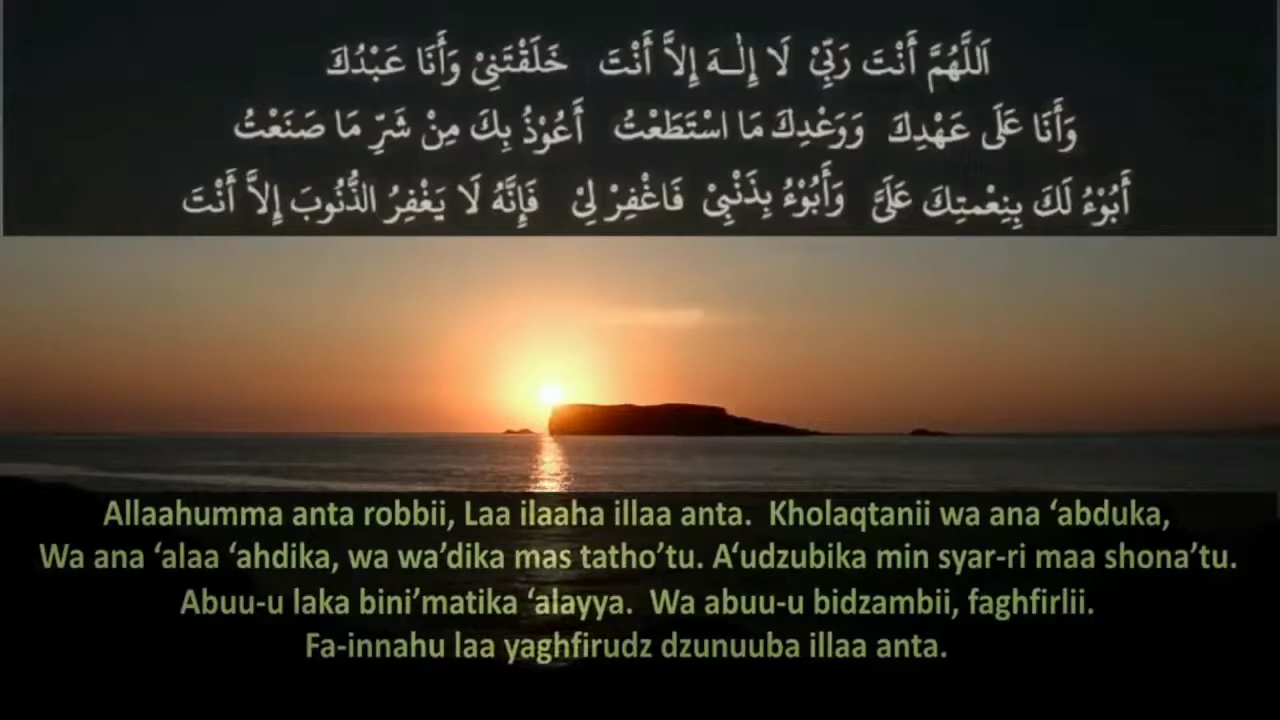 اَللَّهُمَّ أَنْتَ رَبِّيْ لَا إِلٰـهَ إِلاَّ أَنْتَ خَلَقْتَنِيْ وَأَنَا عَبْدُكَ
وَأَنَا عَلَى عَهْدِكَ وَوَعْدِكَ مَا اسْتَطَعْتُ أَعُوْذُ بِكَ مِنْ شَرِّ مَا صَنَعْتُ
أَبُوْءُ لَكَ بِنِعْمتِكَ عَلَيَّ وَأَبُوْءُ بِذَنْبِيْ فَاغْفِرْ لِيْ فَإِنَّهُ لَا يَغْفِرُ الذُّنُوبَ إِلاَّ أَنْتَ
Allaahumma anta robbii, Laa ilaaha illaa anta. Kholaqtanii wa ana ‘abduka,
Wa ana ‘alaa ‘ahdika, wa wa’dika mas tatho’tu. A‘udzubika min syar-ri maa shona’tu.
Abuu-u laka bini’matika ‘alayya. Wa abuu-u bidzambii, faghfirlii.
Fa-innahu laa yaghfirudz dzunuuba illaa anta.